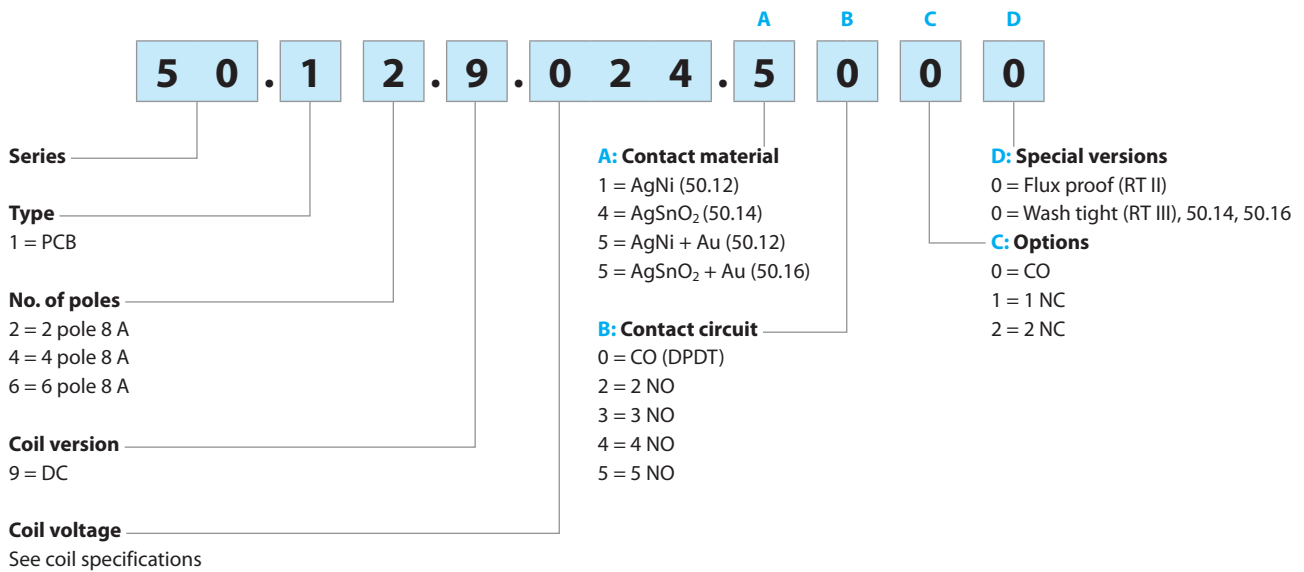 A B C D
5 0 . 1 2 . 9 . 0 2 4 . 5 0 0 0
Series
Type
1 = PCB
No. of poles
2 = 2 pole 8 A
4 = 4 pole 8 A
6 = 6 pole 8 A
Coil version
9 = DC
Coil voltage
See coil specifications
A: Contact material
1 = AgNi (50.12)
4 = AgSnO₂ (50.14)
5 = AgNi + Au (50.12)
5 = AgSnO₂ + Au (50.16)
B: Contact circuit
0 = CO (DPDT)
2 = 2 NO
3 = 3 NO
4 = 4 NO
5 = 5 NO
D: Special versions
0 = Flux proof (RT II)
0 = Wash tight (RT III), 50.14, 50.16
C: Options
0 = CO
1 = 1 NC
2 = 2 NC